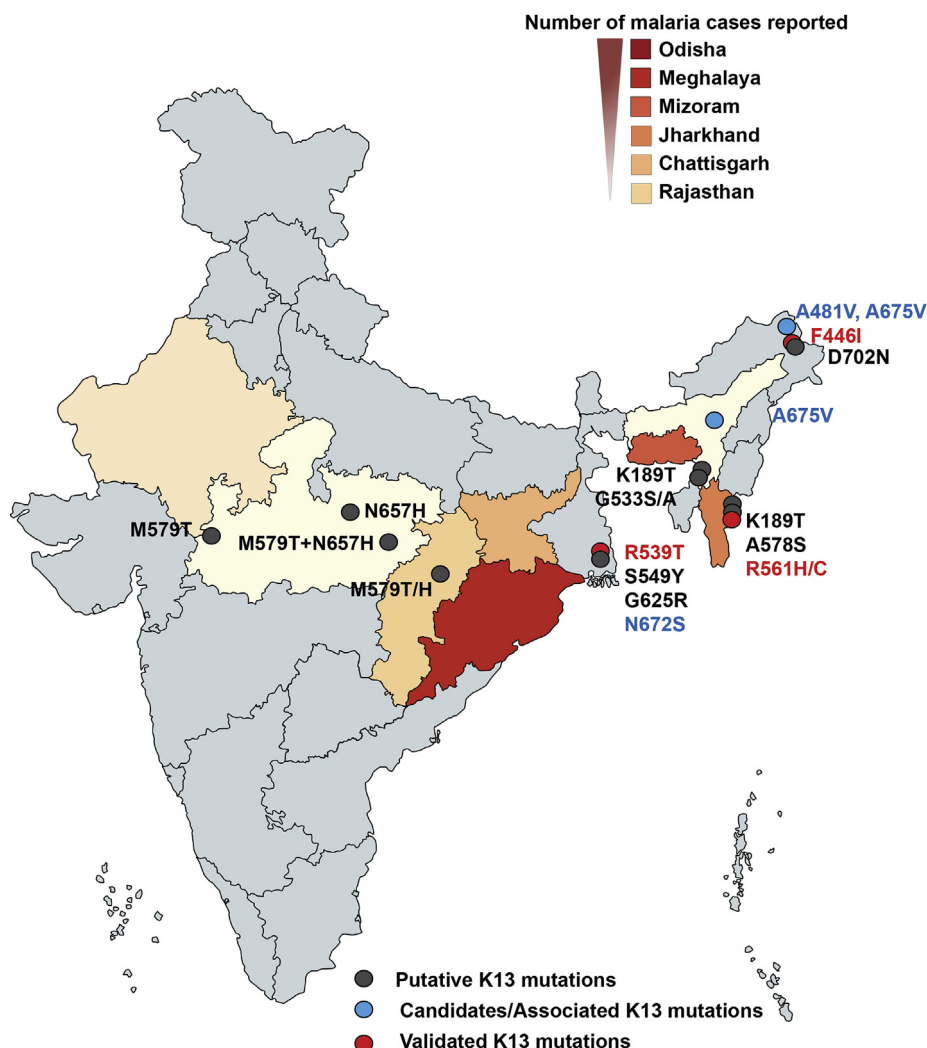 Number of malaria cases reported
Odisha
Meghalaya
Mizoram
Jharkhand
Chattisgarh
Rajasthan
A481V, A675V
F446I
D702N
A675V
K189T
G533S/A
K189T
A578S
R561H/C
N657H
M579T
M579T+N657H
M579T/H
R539T
S549Y
G625R
N672S
Putative K13 mutations
Candidates/Associated K13 mutations
Validated K13 mutations